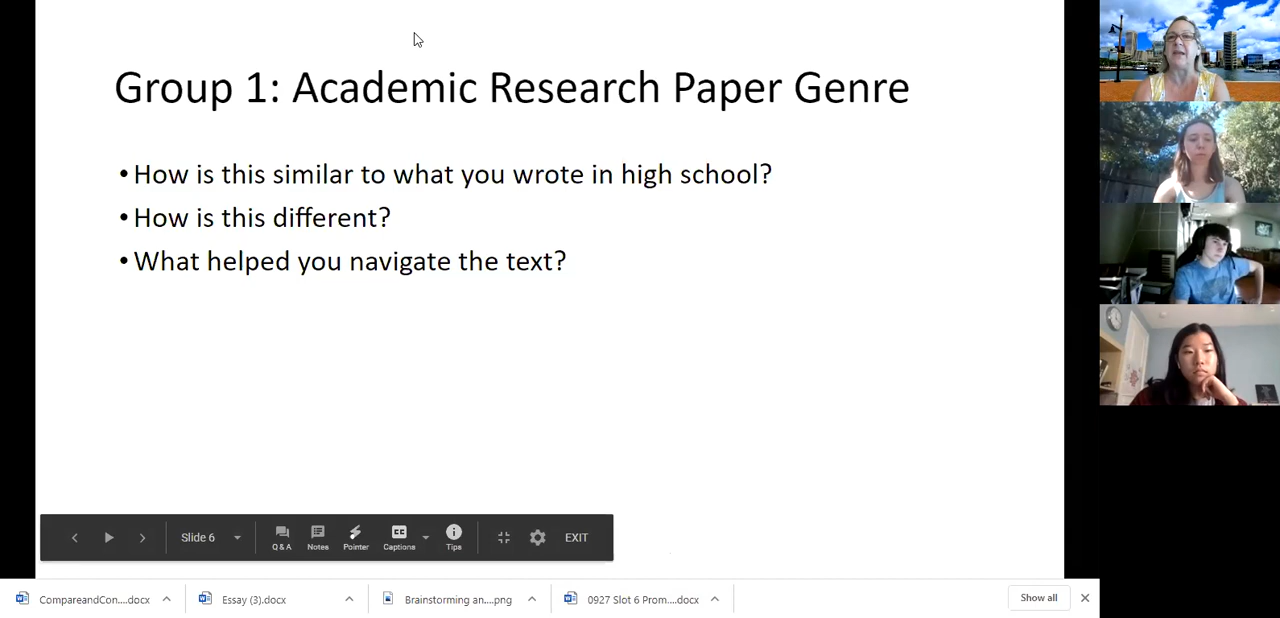 Group 1: Academic Research Paper Genre
•How is this similar to what you wrote in high school?
•How is this different?
•What helped you navigate the text?
Slide 6
Q & A
Notes
Pointer
CC
Captions
Tips
EXIT
CompareandCon....docx
Essay (3).docx
Brainstorming an....png
0927 Slot 6 Prom....docx
Show all